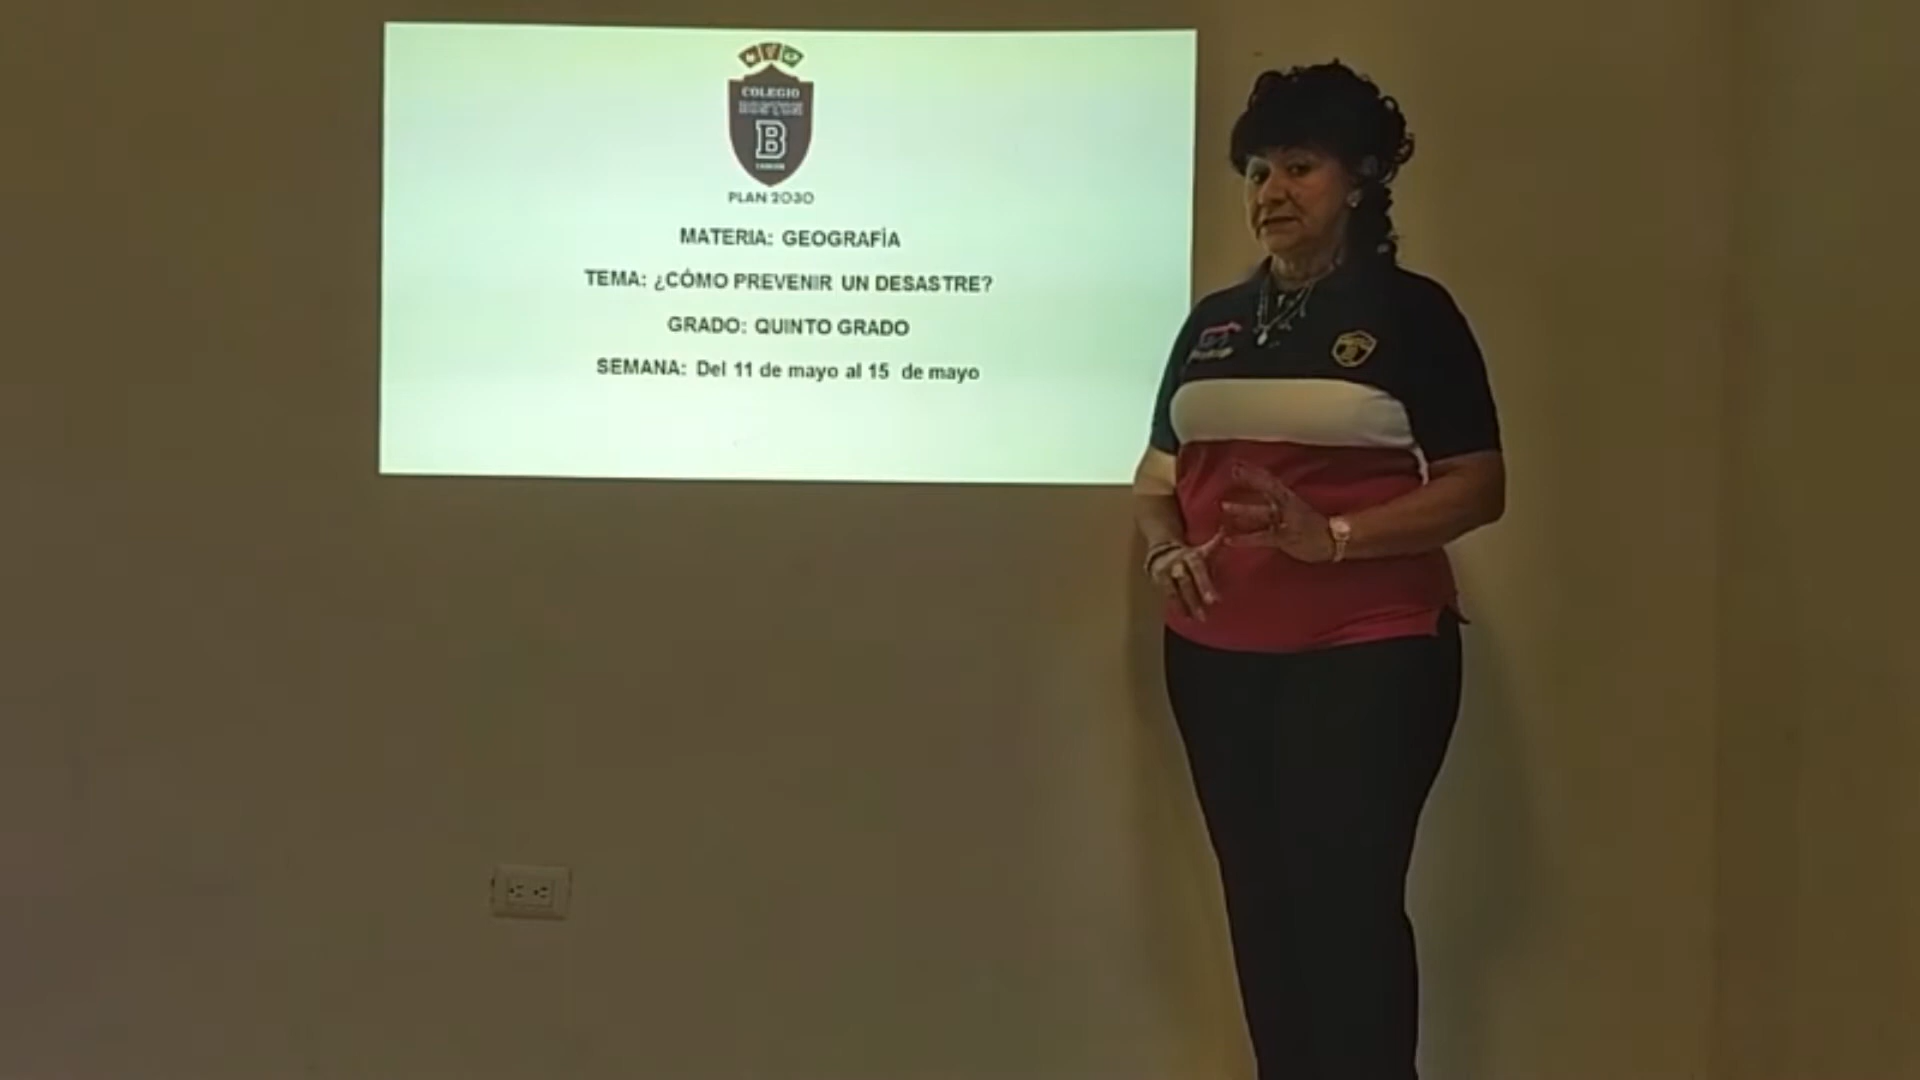 COLEGIO
BOSTON
B
PLAN 2030
MATERIA: GEOGRAFÍA
TEMA: ¿CÓMO PREVENIR UN DESASTRE?
GRADO: QUINTO GRADO
SEMANA: Del 11 de mayo al 15 de mayo